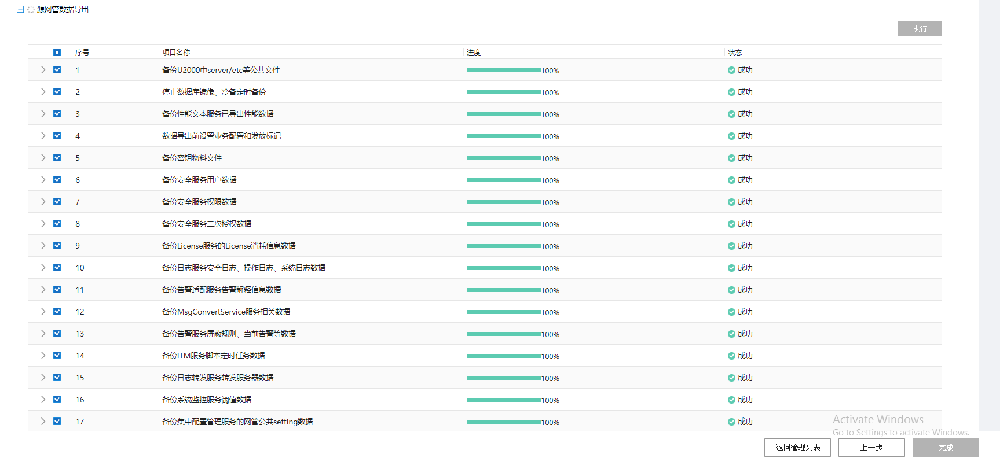 源网管数据导出
执行
序号 项目名称 进度 状态
1 备份U2000中server/etc等公共文件 100% 成功
2 停止数据库镜像、冷备定时备份 100% 成功
3 备份性能文本服务已导出性能数据 100% 成功
4 数据导出前设置业务配置和发放标记 100% 成功
5 备份密钥物料文件 100% 成功
6 备份安全服务用户数据 100% 成功
7 备份安全服务权限数据 100% 成功
8 备份安全服务二次授权数据 100% 成功
9 备份License服务的License消耗信息数据 100% 成功
10 备份日志服务安全日志、操作日志、系统日志数据 100% 成功
11 备份告警适配服务告警解释信息数据 100% 成功
12 备份MsgConvertService服务相关数据 100% 成功
13 备份告警服务屏蔽规则、当前告警等数据 100% 成功
14 备份ITM服务脚本定时任务数据 100% 成功
15 备份日志转发服务转发服务器数据 100% 成功
16 备份系统监控服务阈值数据 100% 成功
17 备份集中配置管理服务的网管公共setting数据 100% 成功
Activate Windows
Go to Settings to activate Windows.
返回管理列表 上一步 完成